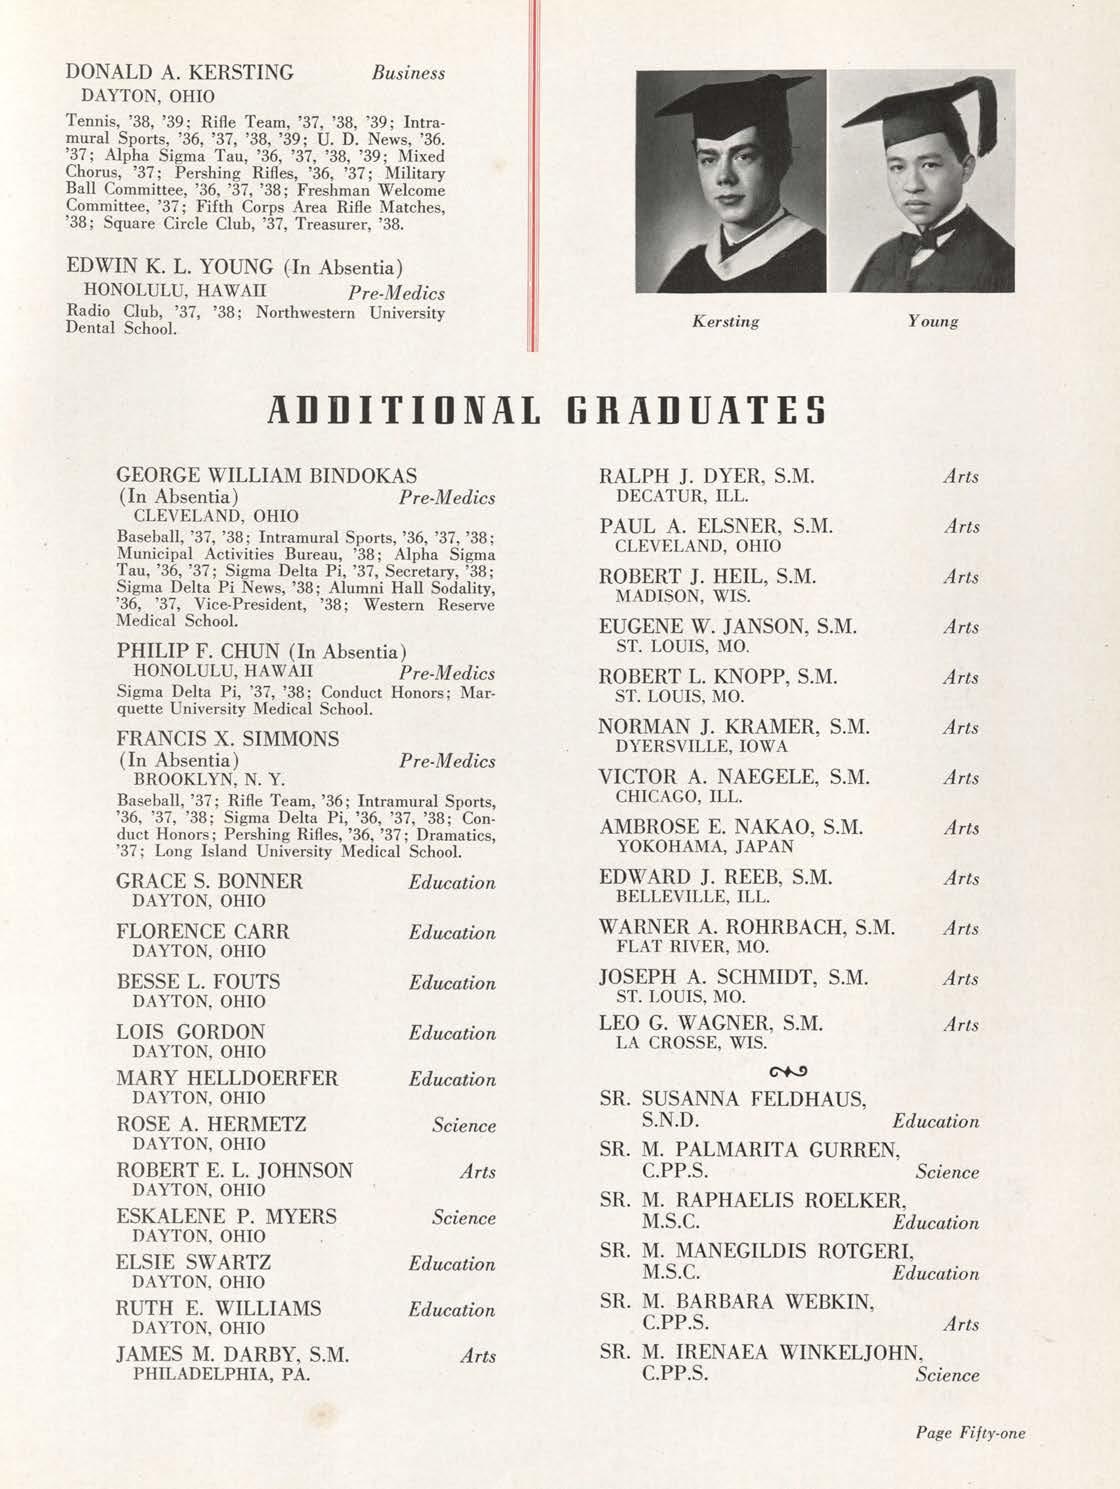 DONALD A. KERSTING Business
DAYTON, OHIO
Tennis, '38, '39; Rifle Team, '37, '38, '39; Intra-
mural Sports, '36, '37, '38, '39; U. D. News, '36.
'37; Alpha Sigma Tau, '36, '37, '38, '39; Mixed
Chorus, '37; Pershing Rifles, '36, '37; Military
Ball Committee, '36, '37, '38; Freshman Welcome
Committee, '37; Fifth Corps Area Rifle Matches,
'38; Square Circle Club, '37, Treasurer, '38.
EDWIN K. L. YOUNG (In Absentia)
HONOLULU, HAWAII Pre-Medics
Radio Club, '37, '38; Northwestern University
Dental School.
Kersting Young
ADDITIONAL GRADUATES
GEORGE WILLIAM BINDOKAS
(In Absentia) Pre-Medics
CLEVELAND, OHIO
Baseball, '37, '38; Intramural Sports, '36, '37, '38;
Municipal Activities Bureau, '38; Alpha Sigma
Tau, '36, '37; Sigma Delta Pi, '37, Secretary, '38;
Sigma Delta Pi News, '38; Alumni Hall Sodality,
'36, '37, Vice-President, '38; Western Reserve
Medical School.
PHILIP F. CHUN (In Absentia)
HONOLULU, HAWAII Pre-Medics
Sigma Delta Pi, '37, '38; Conduct Honors; Mar-
quette University Medical School.
FRANCIS X. SIMMONS
(In Absentia) Pre-Medics
BROOKLYN, N. Y.
Baseball, '37; Rifle Team, '36; Intramural Sports,
'36, '37, '38; Sigma Delta Pi, '36, '37, '38; Con-
duct Honors; Pershing Rifles, '36, '37; Dramatics,
'37; Long Island University Medical School.
GRACE S. BONNER Education
DAYTON, OHIO
FLORENCE CARR Education
DAYTON, OHIO
BESSE L. FOUTS Education
DAYTON, OHIO
LOIS GORDON Education
DAYTON, OHIO
MARY HELLDOERFER Education
DAYTON, OHIO
ROSE A. HERMETZ Science
DAYTON, OHIO
ROBERT E. L. JOHNSON Arts
DAYTON, OHIO
ESKALENE P. MYERS Science
DAYTON, OHIO
ELSIE SWARTZ Education
DAYTON, OHIO
RUTH E. WILLIAMS Education
DAYTON, OHIO
JAMES M. DARBY, S.M. Arts
PHILADELPHIA, PA.
RALPH J. DYER, S.M. Arts
DECATUR, ILL.
PAUL A. ELSNER, S.M. Arts
CLEVELAND, OHIO
ROBERT J. HEIL, S.M. Arts
MADISON, WIS.
EUGENE W. JANSON, S.M. Arts
ST. LOUIS, MO.
ROBERT L. KNOPP, S.M. Arts
ST. LOUIS, MO.
NORMAN J. KRAMER, S.M. Arts
DYERSVILLE, IOWA
VICTOR A. NAEGELE, S.M. Arts
CHICAGO, ILL.
AMBROSE E. NAKAO, S.M. Arts
YOKOHAMA, JAPAN
EDWARD J. REEB, S.M. Arts
BELLEVILLE, ILL.
WARNER A. ROHRBACH, S.M. Arts
FLAT RIVER, MO.
JOSEPH A. SCHMIDT, S.M. Arts
ST. LOUIS, MO.
LEO G. WAGNER, S.M. Arts
LA CROSSE, WIS.
SR. SUSANNA FELDHAUS,
S.N.D. Education
SR. M. PALMARITA GURREN,
C.PP.S. Science
SR. M. RAPHAELIS ROELKER,
M.S.C. Education
SR. M. MANEGILDIS ROTGERI,
M.S.C. Education
SR. M. BARBARA WEBKIN,
C.PP.S. Arts
SR. M. IRENAEA WINKELJOHN,
C.PP.S. Science
Page Fifty-one